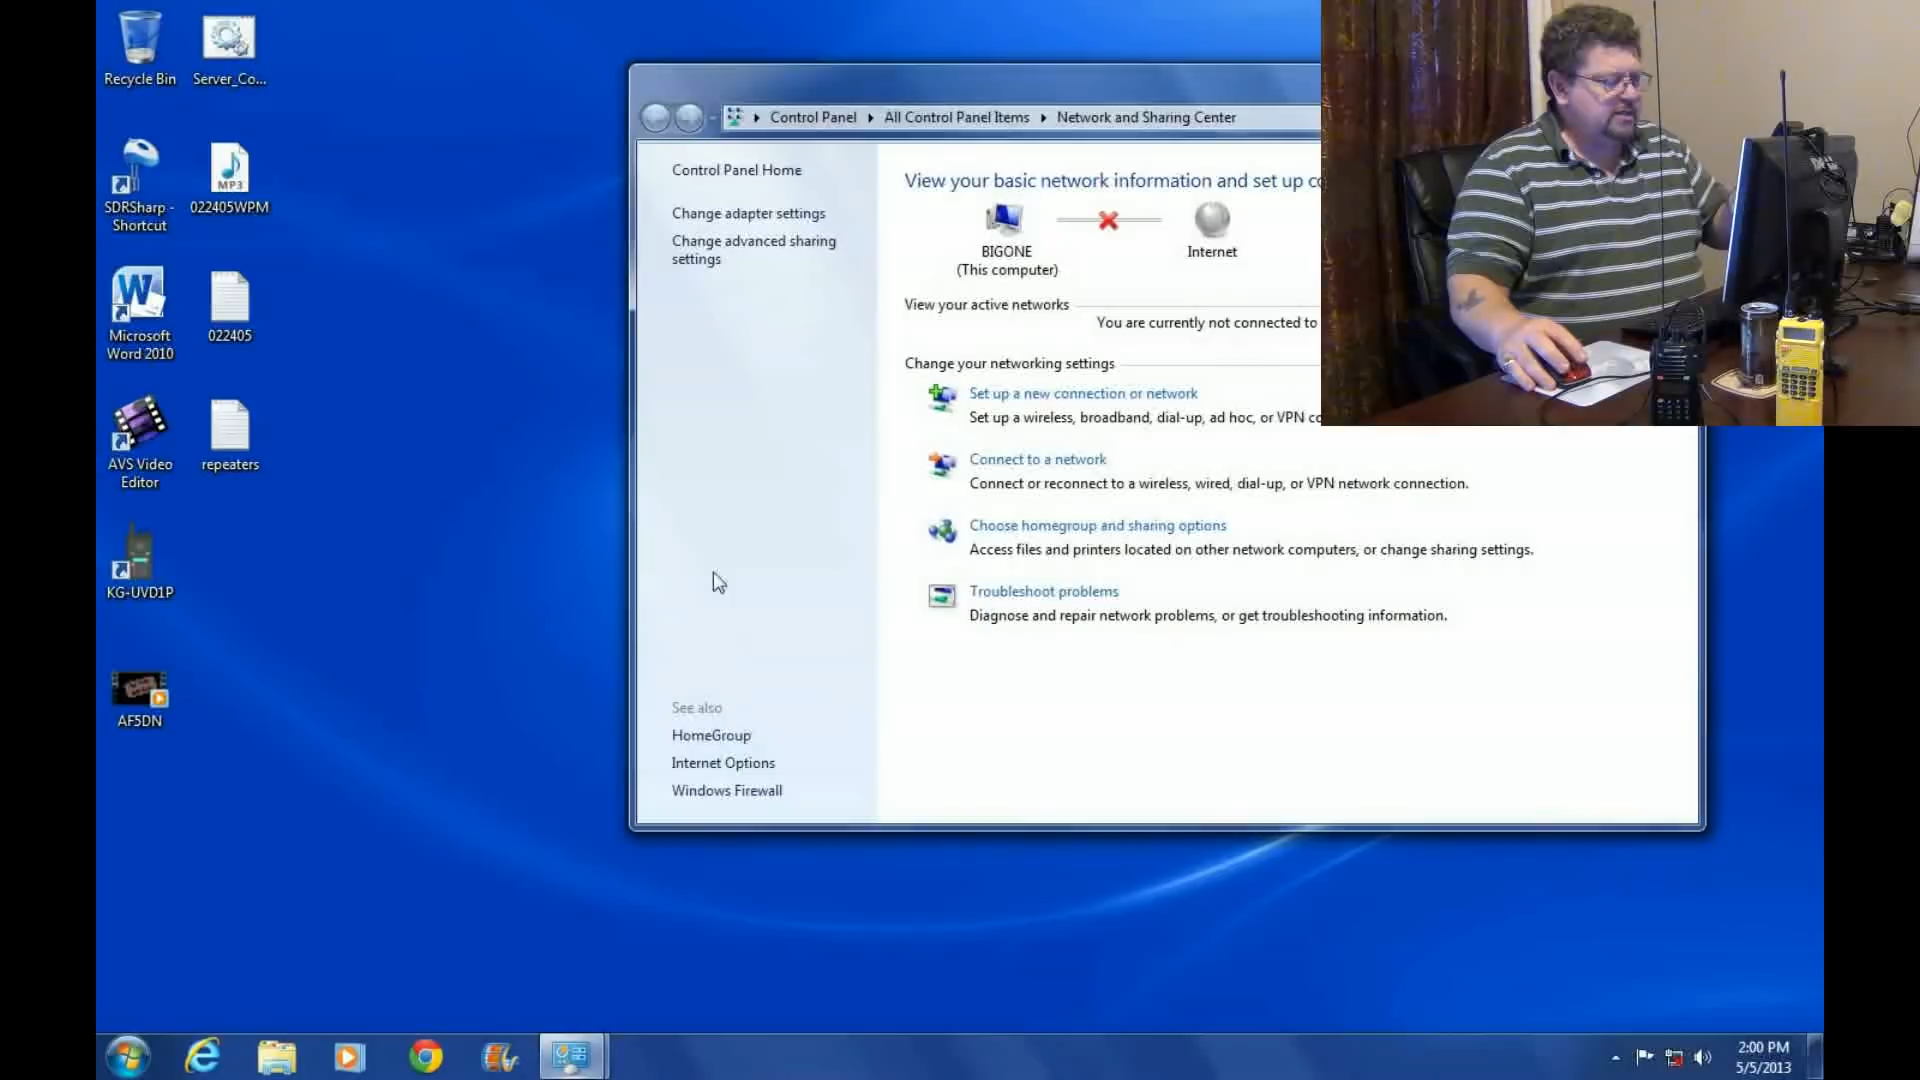 Recycle Bin
Server_Co...
SDRSharp -
Shortcut
MP3
022405WPM
Microsoft
Word 2010
022405
AVS Video
Editor
repeaters
KG-UVD1P
AF5DN
Control Panel
All Control Panel Items
Network and Sharing Center
Control Panel Home
Change adapter settings
Change advanced sharing
settings
See also
HomeGroup
Internet Options
Windows Firewall
View your basic network information and set up co
BIGONE
(This computer)
Internet
View your active networks
You are currently not connected to
Change your networking settings
Set up a new connection or network
Set up a wireless, broadband, dial-up, ad hoc, or VPN co
Connect to a network
Connect or reconnect to a wireless, wired, dial-up, or VPN network connection.
Choose homegroup and sharing options
Access files and printers located on other network computers, or change sharing settings.
Troubleshoot problems
Diagnose and repair network problems, or get troubleshooting information.
2:00 PM
5/5/2013